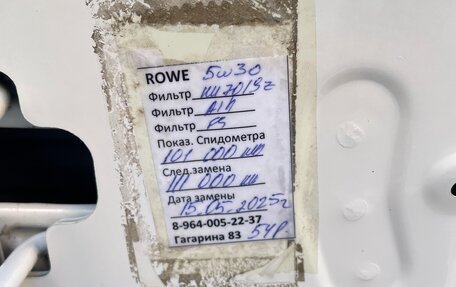 ROWE 5w30
Фильтр
Фильтр
Фильтр
Показ. Спидометра
101 000 км
След.замена
111 000 км
Дата замены
15.05.2025г
8-964-005-22-37
Гагарина 83